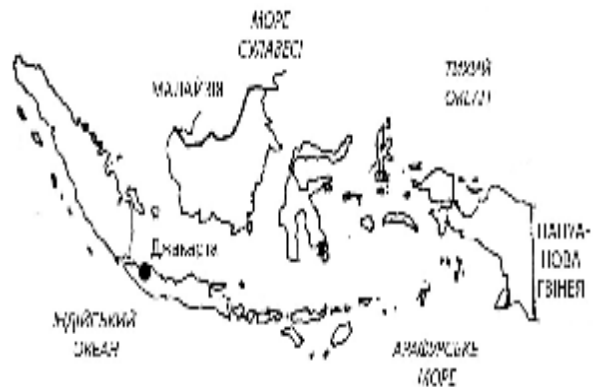 МОРЕ
СУЛАВЕСІ
ТИХИЙ
ОКЕАН
МАЛАЙЗІЯ
Джакарта
ПАПУА-
НОВА
ГВІНЕЯ
ІНДІЙСЬКИЙ
ОКЕАН
АРАФУРСЬКЕ
МОРЕ